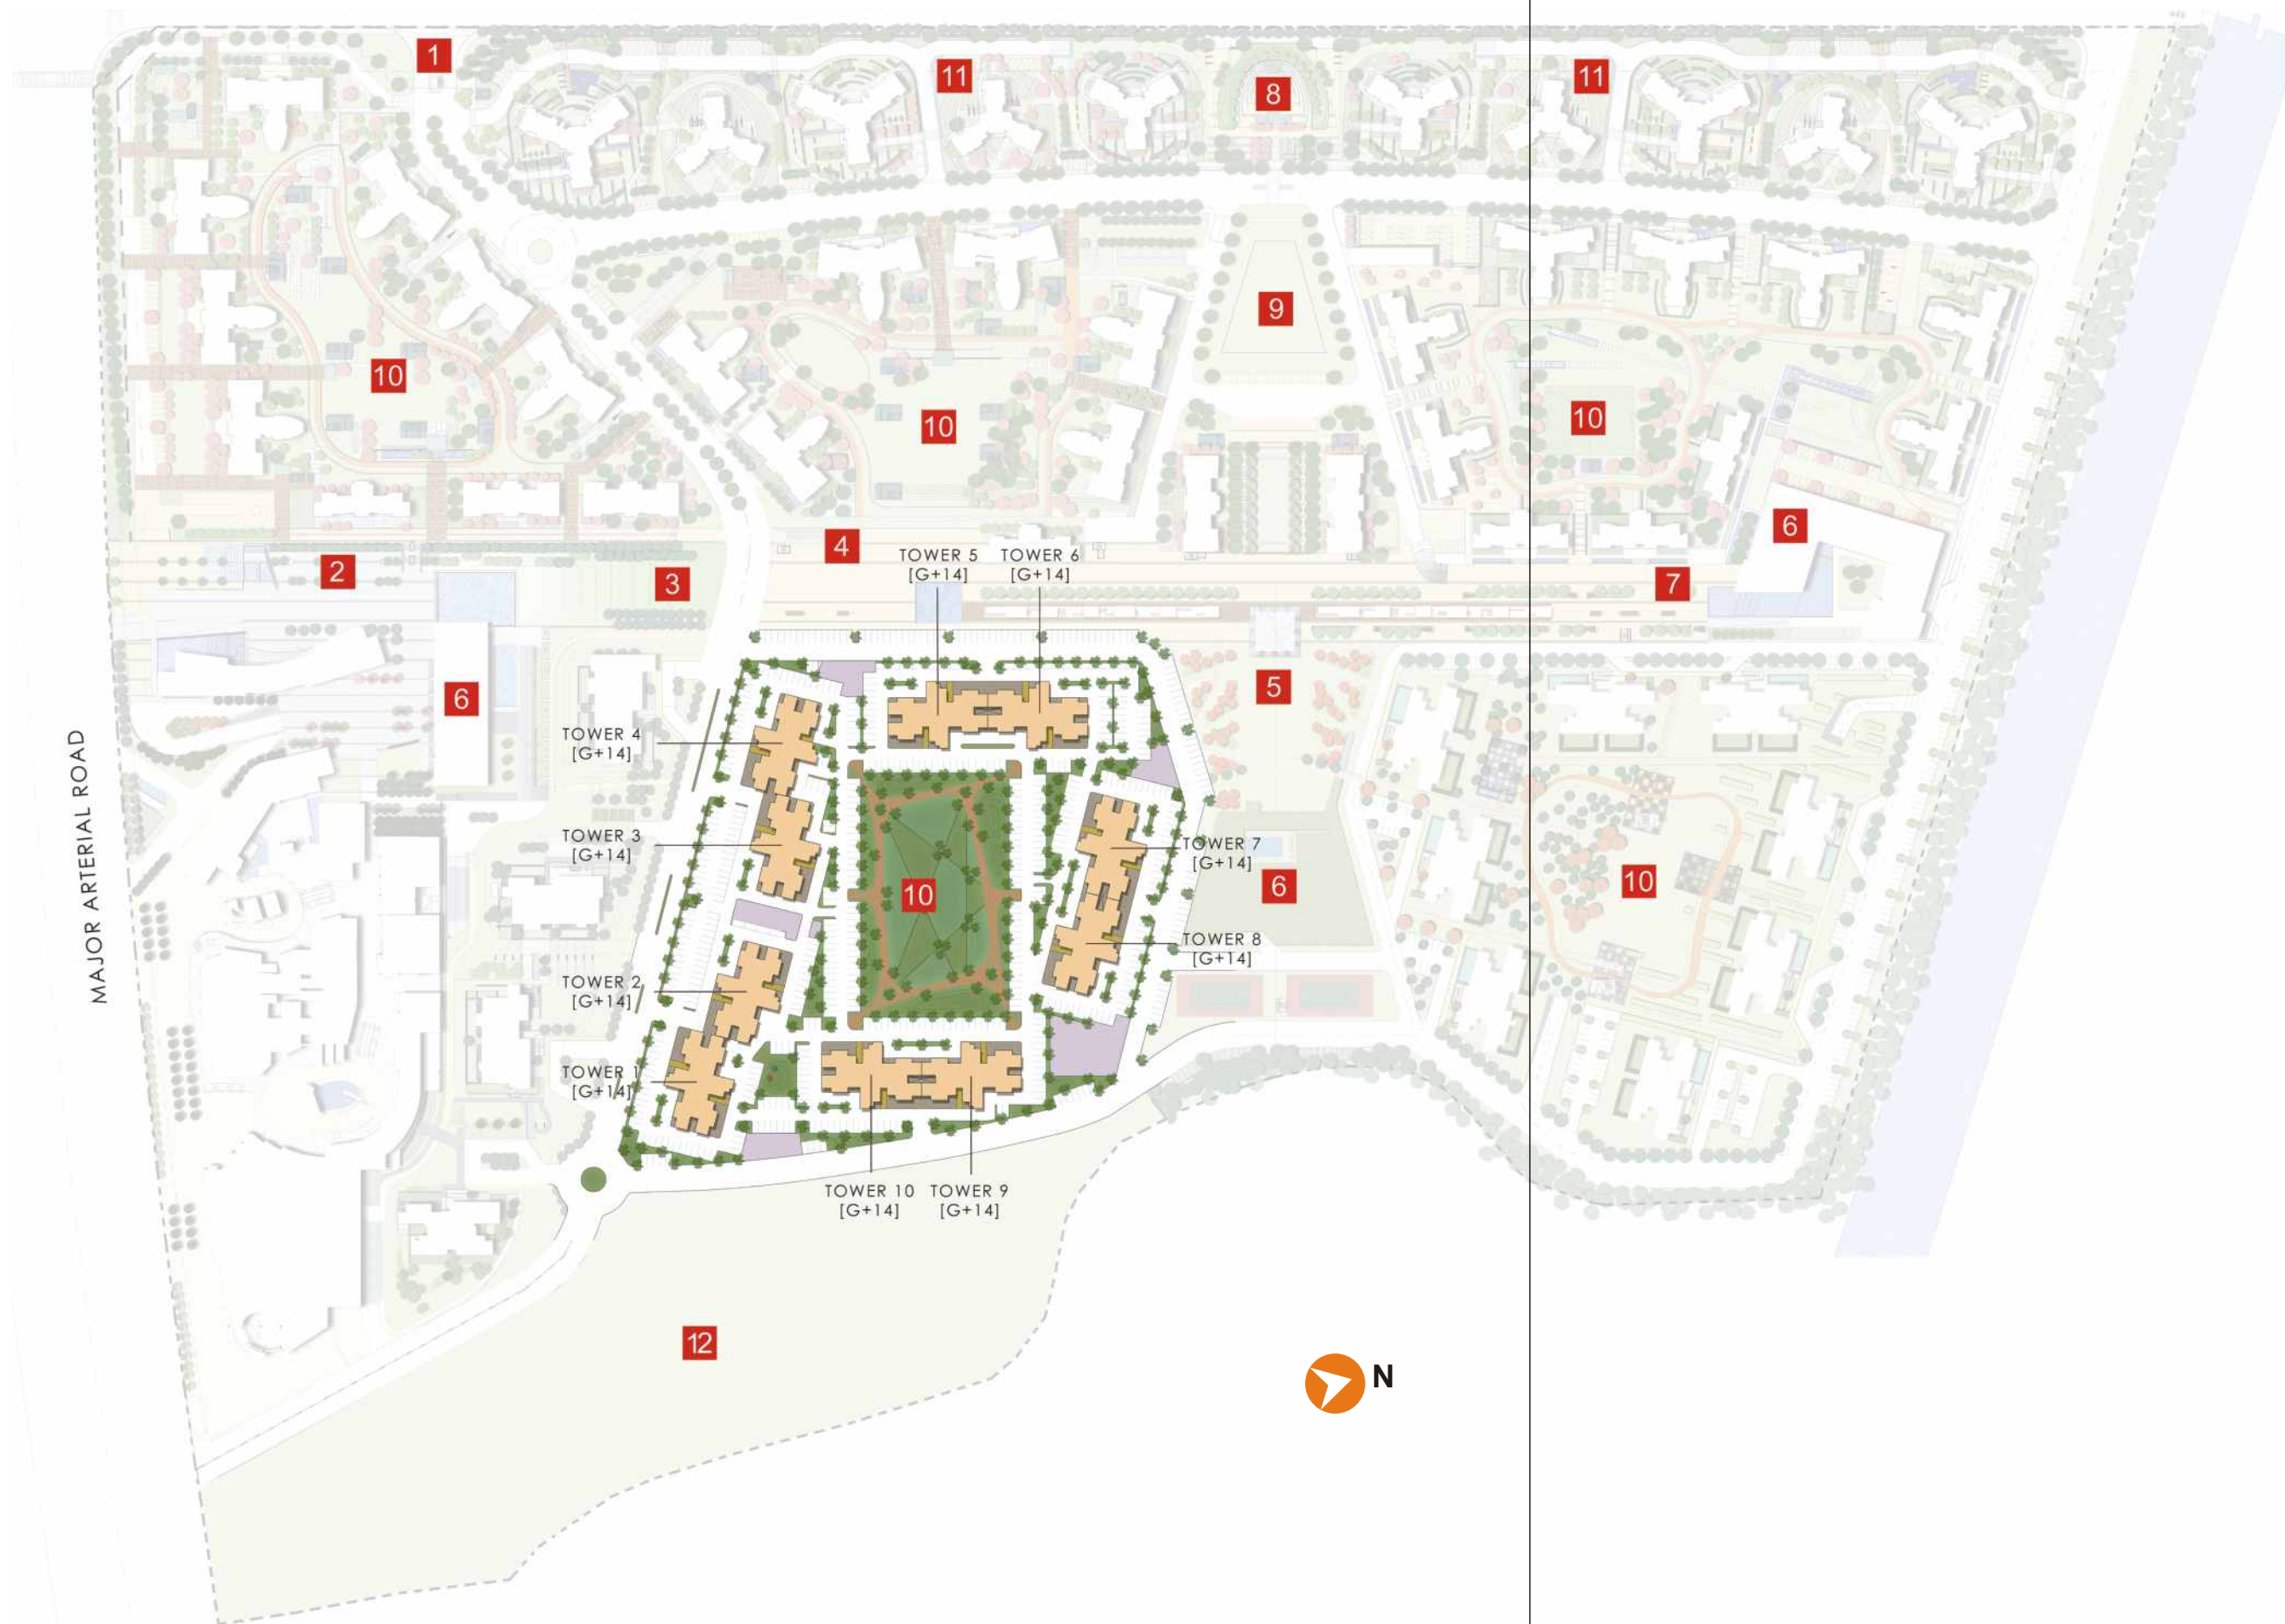 1
11
8
11
9
10
10
10
6
4
TOWER 5
[G+14]
TOWER 6
[G+14]
2
3
7
6
5
TOWER 4
[G+14]
MAJOR ARTERIAL ROAD
TOWER 3
[G+14]
TOWER 7
[G+14]
10
6
10
TOWER 8
[G+14]
TOWER 2
[G+14]
TOWER 1
[G+14]
TOWER 10
[G+14]
TOWER 9
[G+14]
12
N